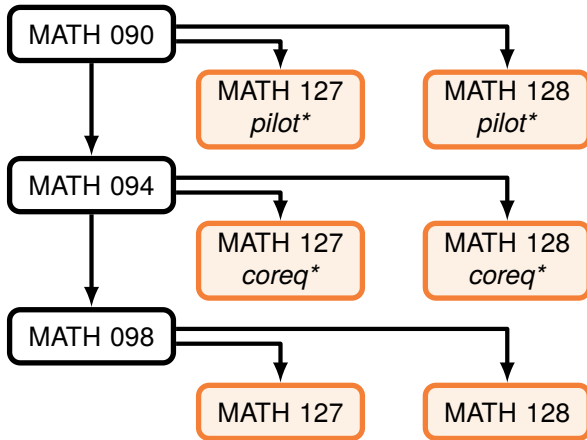 MATH 090
MATH 127
pilot*
MATH 128
pilot*
MATH 094
MATH 127
coreq*
MATH 128
coreq*
MATH 098
MATH 127
MATH 128